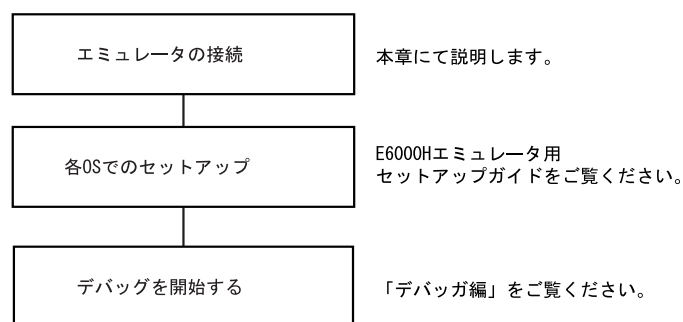 エミュレータの接続
本章にて説明します。
各OSでのセットアップ
E6000Hエミュレータ用
セットアップガイドをご覧ください。
デバッグを開始する
「デバッガ編」をご覧ください。